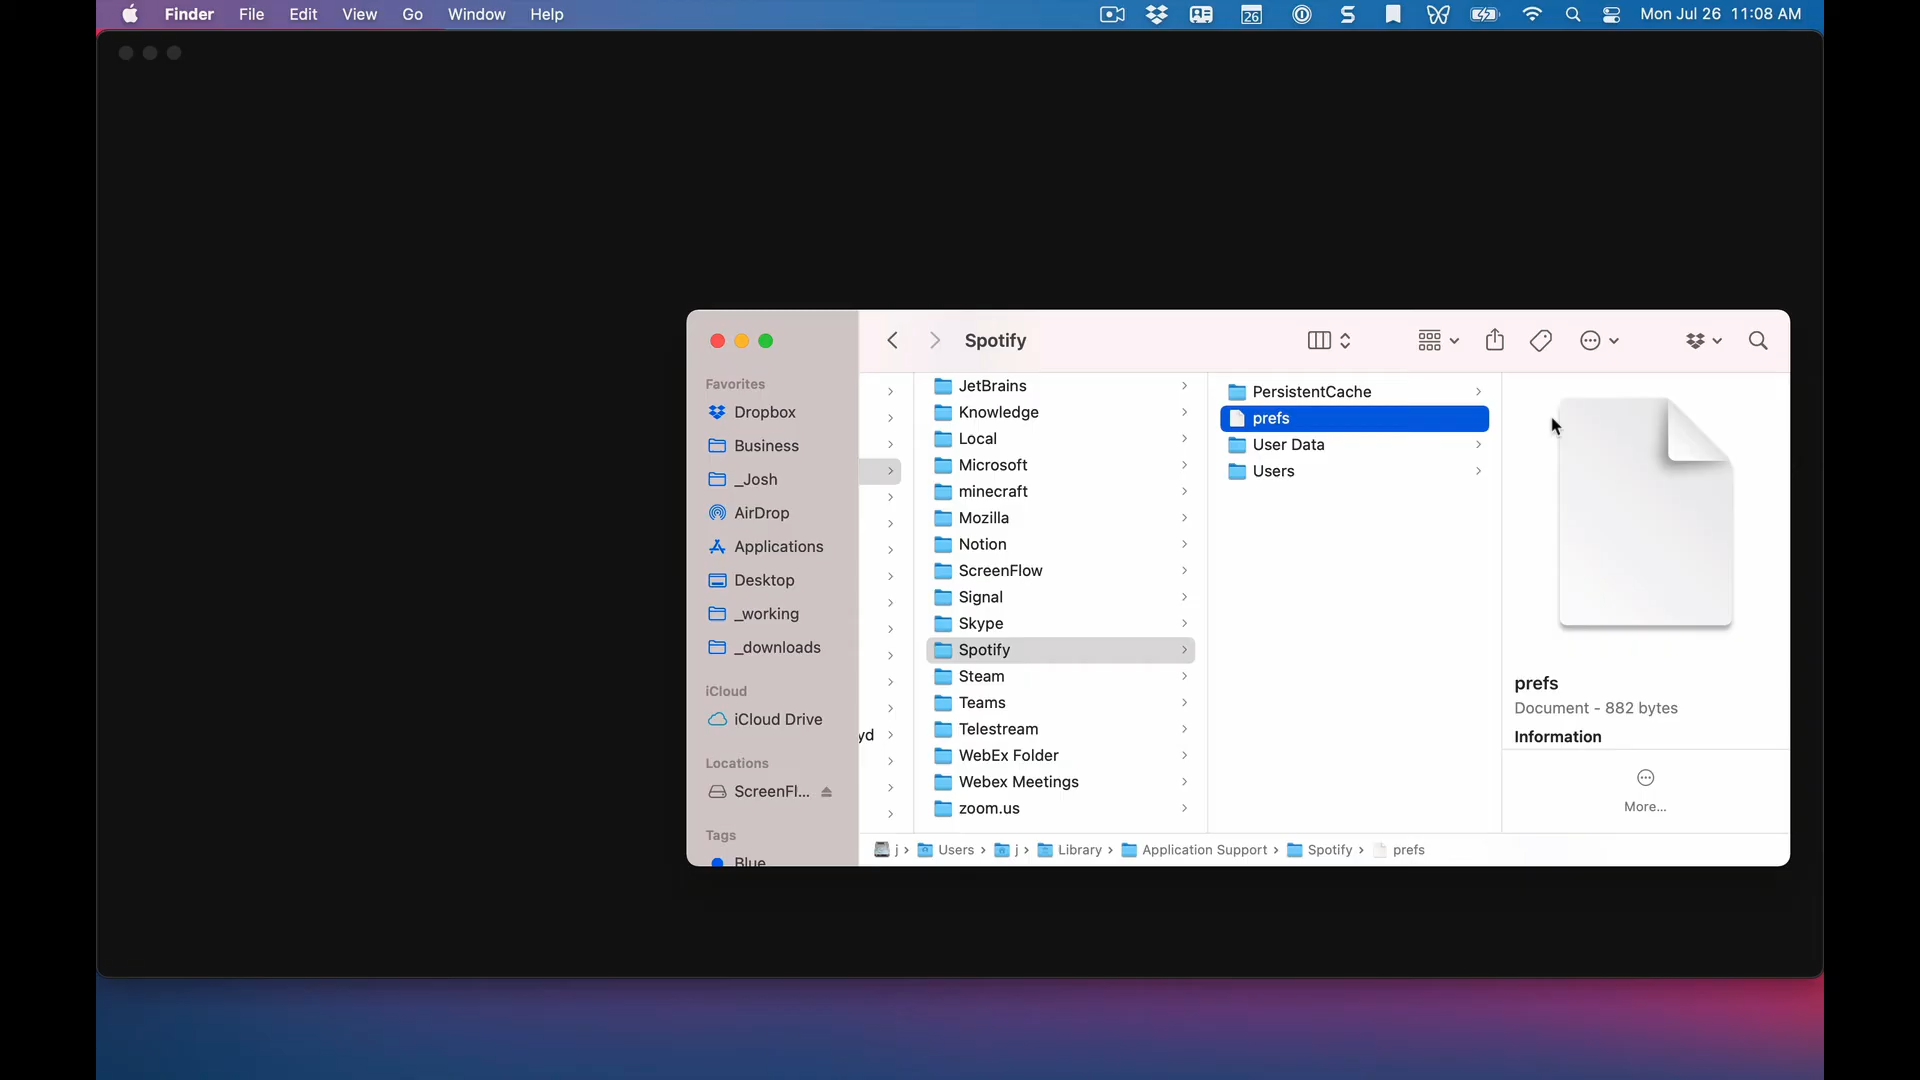 Finder File Edit View Go Window Help
26
Mon Jul 26 11:08 AM
Spotify
Favorites
Dropbox
Business
_Josh
AirDrop
Applications
Desktop
_working
_downloads
iCloud
iCloud Drive
Locations
ScreenFl...
Tags
Blue
yd
JetBrains
Knowledge
Local
Microsoft
minecraft
Mozilla
Notion
ScreenFlow
Signal
Skype
Spotify
Steam
Teams
Telestream
WebEx Folder
Webex Meetings
zoom.us
PersistentCache
prefs
User Data
Users
prefs
Document - 882 bytes
Information
More...
j › Users › j › Library › Application Support › Spotify › prefs